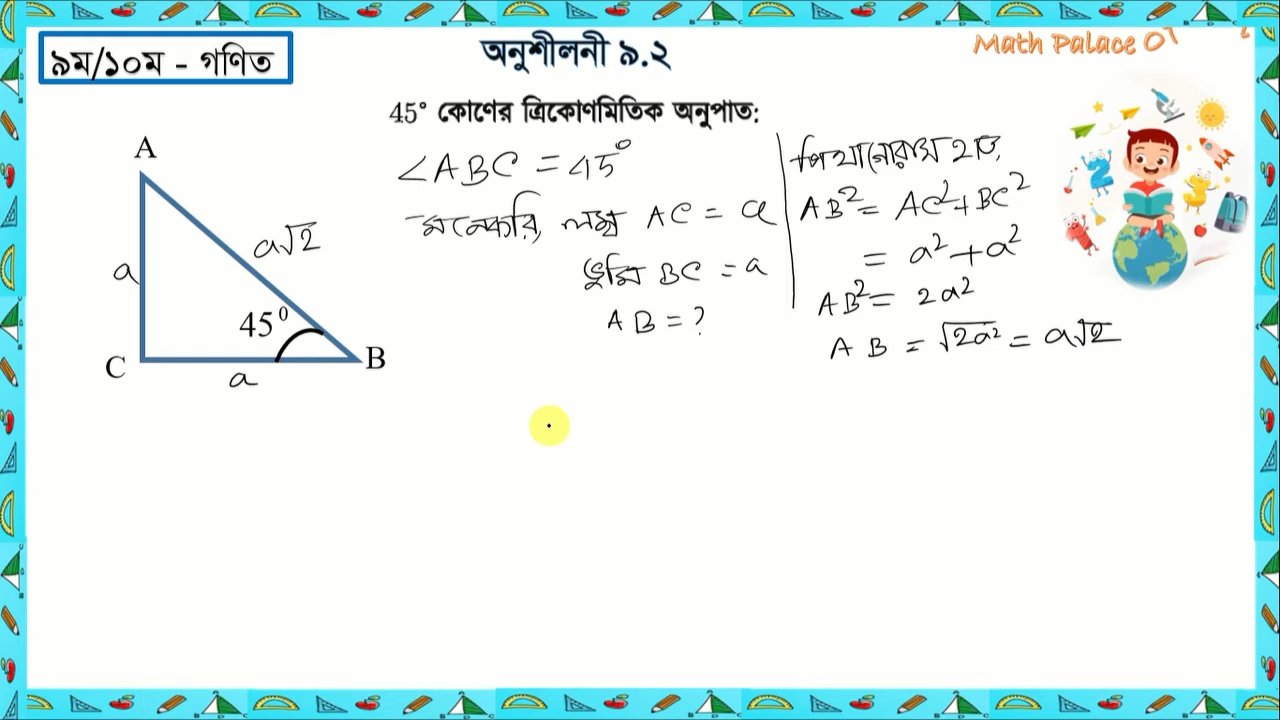 ৯ম/১০ম - গণিত
অনুশীলনী ৯.২
Math Palace
45° কোণের ত্রিকোণমিতিক অনুপাত:
A
a
a√2
45⁰
C
B
a
∠ABC = 45°
মনেকরি, লম্ব AC = a
ভূমি BC = a
AB = ?
পিথাগোরাস হতে,
AB² = AC² + BC²
= a² + a²
AB² = 2a²
AB = √2a² = a√2